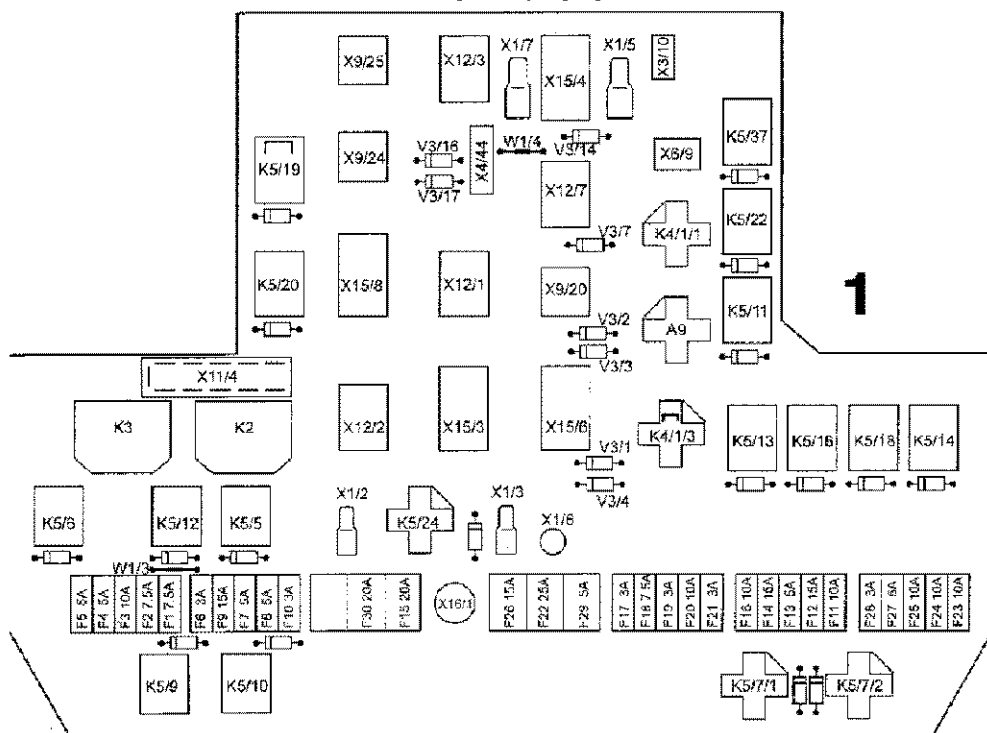 X1/7
X1/5
X9/25
X12/3
X15/4
X3/10
K5/19
X9/24
V3/16
V3/17
X4/44
W1/4
V3/14
X12/7
X6/9
K5/37
K5/22
V3/7
K4/1/1
K5/20
X15/8
X12/1
X9/20
V3/2
V3/3
A9
K5/11
1
X11/4
K3
K2
X12/2
X15/3
X15/6
K4/1/3
V3/1
V3/4
K5/13
K5/16
K5/18
K5/14
K5/6
K5/12
K5/5
X1/2
K5/24
X1/3
X1/6
W1/3
F5 5A
F4 5A
F3 10A
F2 7.5A
F1 7.5A
F6 3A
F9 15A
F7 5A
F8 5A
F10 3A
F30 20A
F15 20A
X16/1
F26 15A
F22 25A
F29 5A
F17 3A
F18 7.5A
F19 3A
F20 10A
F21 3A
F16 10A
F14 15A
F13 5A
F12 15A
F11 10A
F28 3A
F27 5A
F25 10A
F24 10A
F23 10A
K5/9
K5/10
K5/7/1
K5/7/2